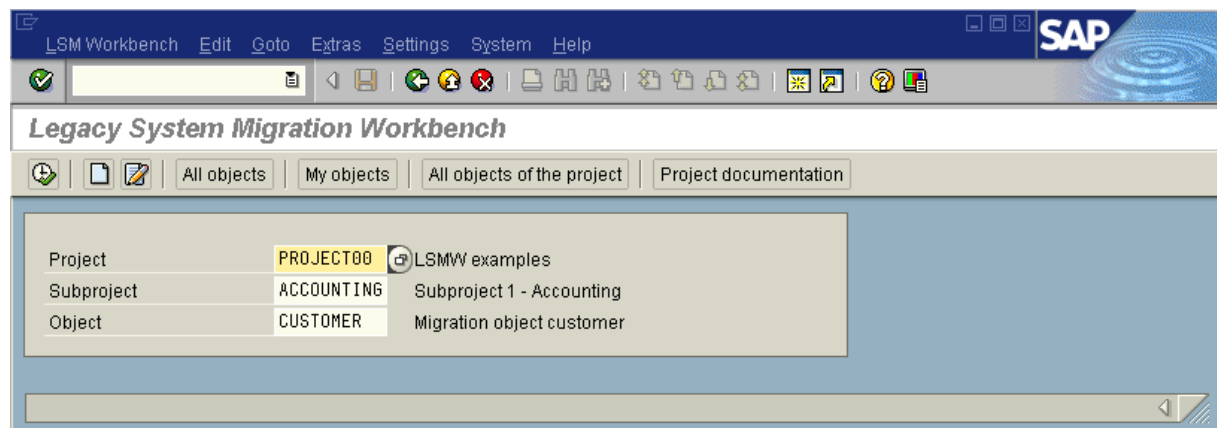 LSM Workbench Edit Goto Extras Settings System Help
SAP
Legacy System Migration Workbench
All objects My objects All objects of the project Project documentation
Project PROJECT00 LSMW examples
Subproject ACCOUNTING Subproject 1 - Accounting
Object CUSTOMER Migration object customer